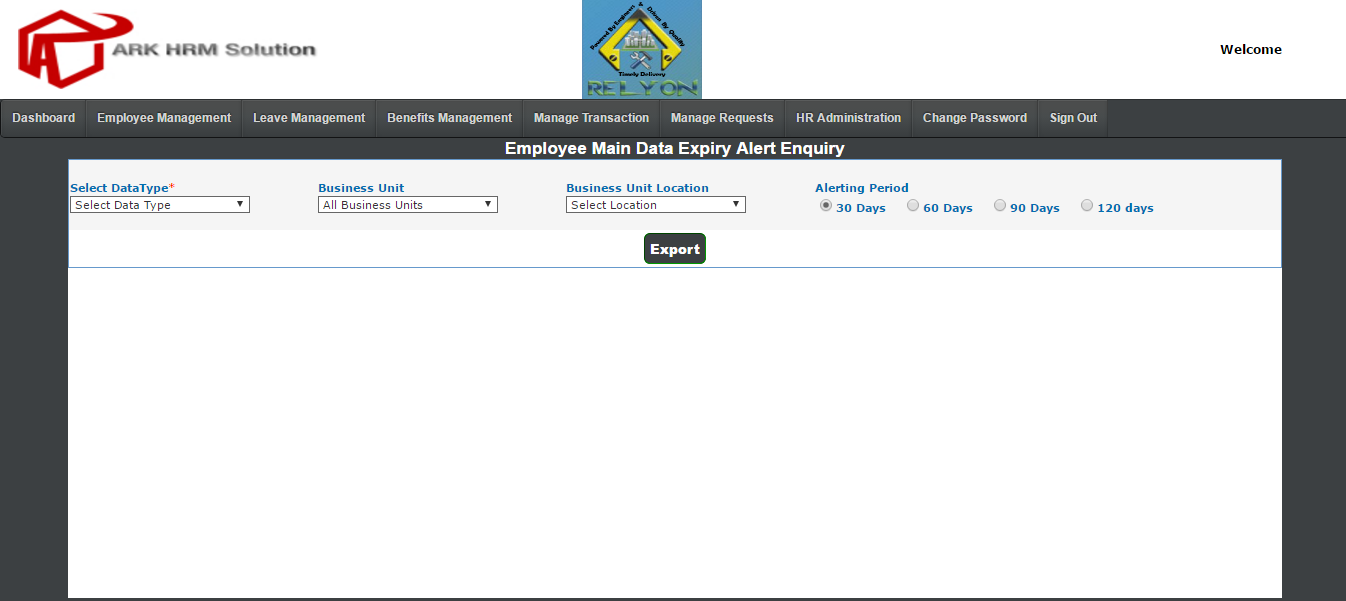 ARK HRM Solution
Powered By Engineers & Driven By Quality
Timely Delivery
RELYON
Welcome
Dashboard Employee Management Leave Management Benefits Management Manage Transaction Manage Requests HR Administration Change Password Sign Out
Employee Main Data Expiry Alert Enquiry
Select DataType* Business Unit Business Unit Location Alerting Period
Select Data Type All Business Units Select Location 30 Days 60 Days 90 Days 120 days
Export